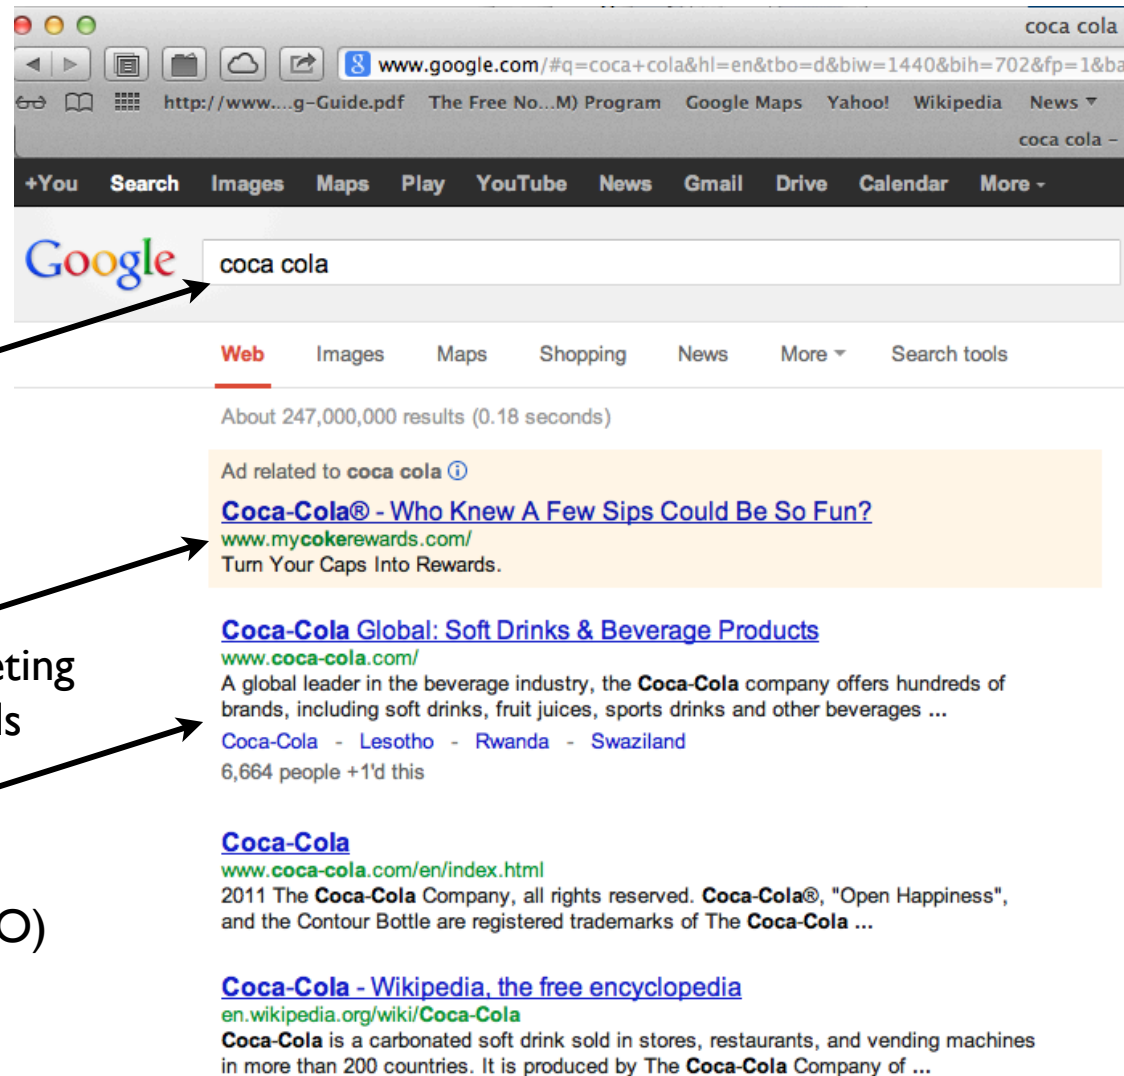 coca cola
www.google.com/#q=coca+cola&hl=en&tbo=d&biw=1440&bih=702&fp=1&ba
http://www....g-Guide.pdf The Free No...M) Program Google Maps Yahoo! Wikipedia News
coca cola –
+You Search Images Maps Play YouTube News Gmail Drive Calendar More
Google coca cola
Web Images Maps Shopping News More Search tools
About 247,000,000 results (0.18 seconds)
Ad related to coca cola
Coca-Cola® - Who Knew A Few Sips Could Be So Fun?
www.mycokerewards.com/
Turn Your Caps Into Rewards.
Coca-Cola Global: Soft Drinks & Beverage Products
www.coca-cola.com/
A global leader in the beverage industry, the Coca-Cola company offers hundreds of
brands, including soft drinks, fruit juices, sports drinks and other beverages ...
Coca-Cola - Lesotho - Rwanda - Swaziland
6,664 people +1'd this
eting
ls
Coca-Cola
www.coca-cola.com/en/index.html
2011 The Coca-Cola Company, all rights reserved. Coca-Cola®, "Open Happiness",
and the Contour Bottle are registered trademarks of The Coca-Cola ...
O)
Coca-Cola - Wikipedia, the free encyclopedia
en.wikipedia.org/wiki/Coca-Cola
Coca-Cola is a carbonated soft drink sold in stores, restaurants, and vending machines
in more than 200 countries. It is produced by The Coca-Cola Company of ...